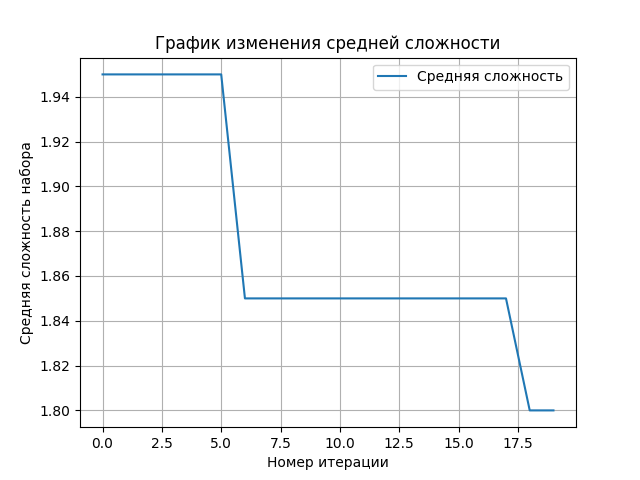 График изменения средней сложности
Средняя сложность
Средняя сложность набора
1.94
1.92
1.90
1.88
1.86
1.84
1.82
1.80
0.0 2.5 5.0 7.5 10.0 12.5 15.0 17.5
Номер итерации